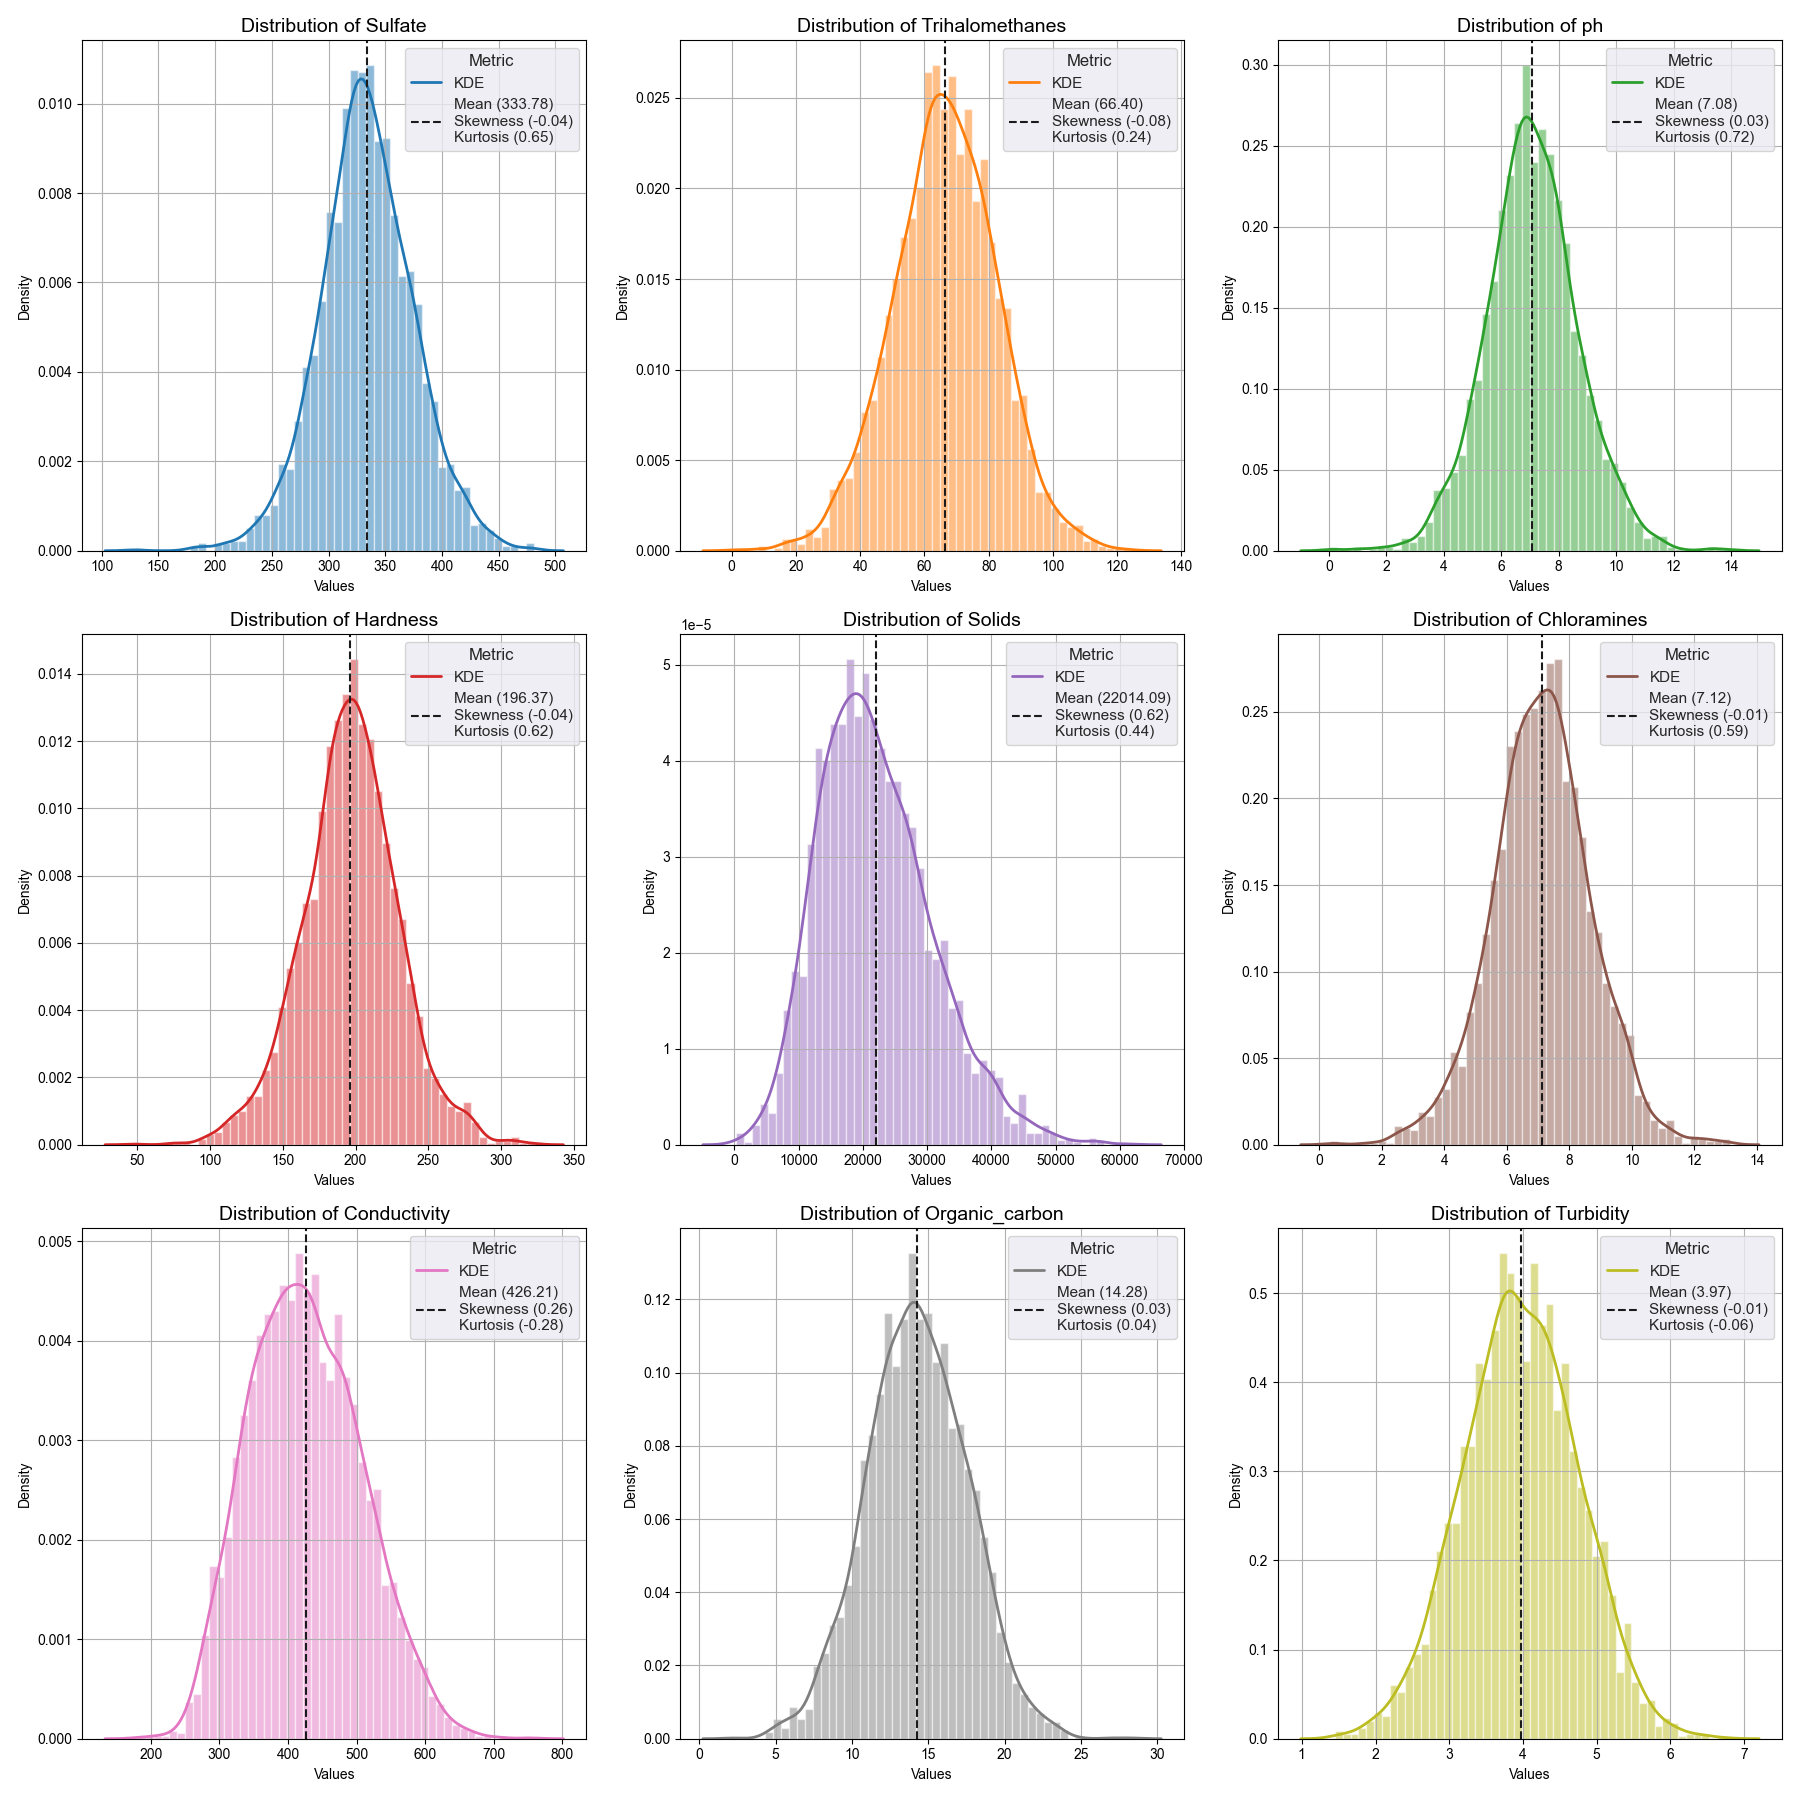 Distribution of Sulfate
Metric
KDE
Mean (333.78)
Skewness (-0.04)
Kurtosis (0.65)
0.010
0.008
0.006
0.004
0.002
0.000
Density
100 150 200 250 300 350 400 450 500
Values
Distribution of Trihalomethanes
Metric
KDE
Mean (66.40)
Skewness (-0.08)
Kurtosis (0.24)
0.025
0.020
0.015
0.010
0.005
0.000
Density
0 20 40 60 80 100 120 140
Values
Distribution of ph
Metric
KDE
Mean (7.08)
Skewness (0.03)
Kurtosis (0.72)
0.30
0.25
0.20
0.15
0.10
0.05
0.00
Density
0 2 4 6 8 10 12 14
Values
Distribution of Hardness
Metric
KDE
Mean (196.37)
Skewness (-0.04)
Kurtosis (0.62)
0.014
0.012
0.010
0.008
0.006
0.004
0.002
0.000
Density
50 100 150 200 250 300 350
Values
Distribution of Solids
1e−5
Metric
KDE
Mean (22014.09)
Skewness (0.62)
Kurtosis (0.44)
5
4
3
2
1
0
Density
0 10000 20000 30000 40000 50000 60000 70000
Values
Distribution of Chloramines
Metric
KDE
Mean (7.12)
Skewness (-0.01)
Kurtosis (0.59)
0.25
0.20
0.15
0.10
0.05
0.00
Density
0 2 4 6 8 10 12 14
Values
Distribution of Conductivity
Metric
KDE
Mean (426.21)
Skewness (0.26)
Kurtosis (-0.28)
0.005
0.004
0.003
0.002
0.001
0.000
Density
200 300 400 500 600 700 800
Values
Distribution of Organic_carbon
Metric
KDE
Mean (14.28)
Skewness (0.03)
Kurtosis (0.04)
0.12
0.10
0.08
0.06
0.04
0.02
0.00
Density
0 5 10 15 20 25 30
Values
Distribution of Turbidity
Metric
KDE
Mean (3.97)
Skewness (-0.01)
Kurtosis (-0.06)
0.5
0.4
0.3
0.2
0.1
0.0
Density
1 2 3 4 5 6 7
Values